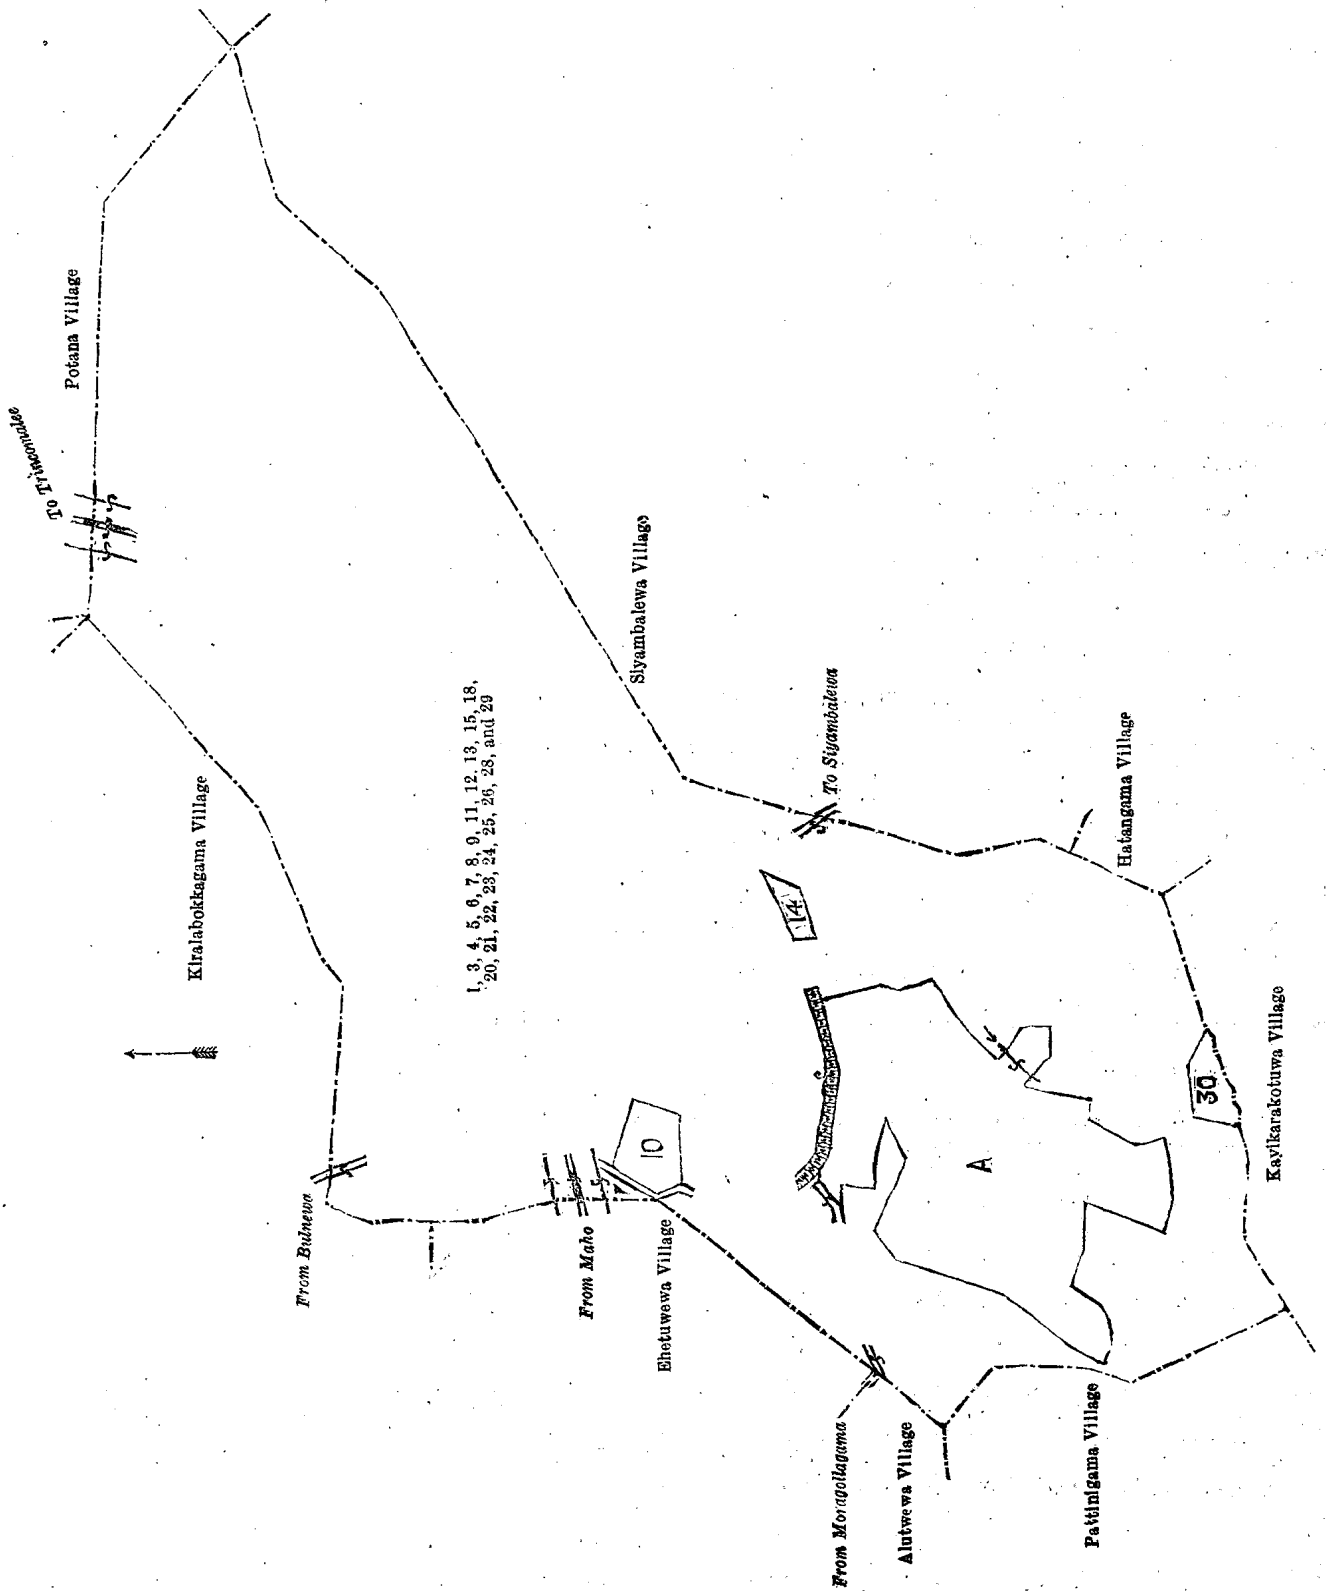 To Trincomalee
Potana Village
Kiralabokkagama Village
Siyambalewa Village
1, 3, 4, 5, 6, 7, 8, 9, 11, 12, 13, 15, 18,
20, 21, 22, 23, 24, 25, 26, 28, and 29
From Bulnewa
From Maho
Ehetuwewa Village
10
To Siyambalewa
14
Hatangama Village
A
30
Kayikarakotuwa Village
From Moragollagama
Alutwewa Village
Pattinigama Village